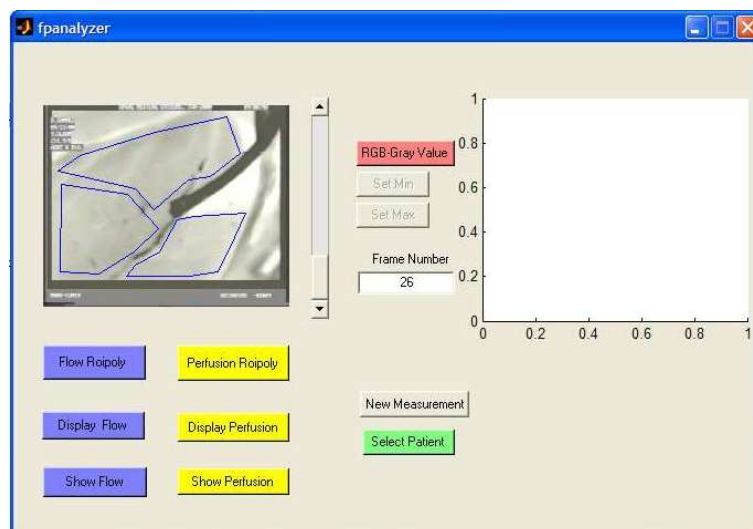 fpanalyzer
RGB-Gray Value
Set Min
Set Max
Frame Number
26
1
0.8
0.6
0.4
0.2
0
0 0.2 0.4 0.6 0.8 1
Flow Roipoly
Perfusion Roipoly
Display Flow
Display Perfusion
Show Flow
Show Perfusion
New Measurement
Select Patient